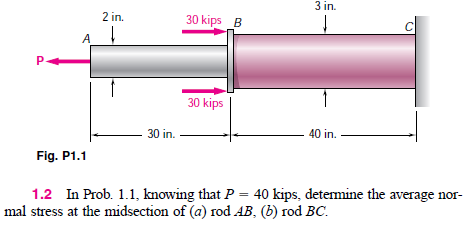 3 in.
2 in.
30 kips B
C
A
P
30 kips
30 in.
40 in.
Fig. P1.1
1.2 In Prob. 1.1, knowing that P = 40 kips, determine the average nor-
mal stress at the midsection of (a) rod AB, (b) rod BC.